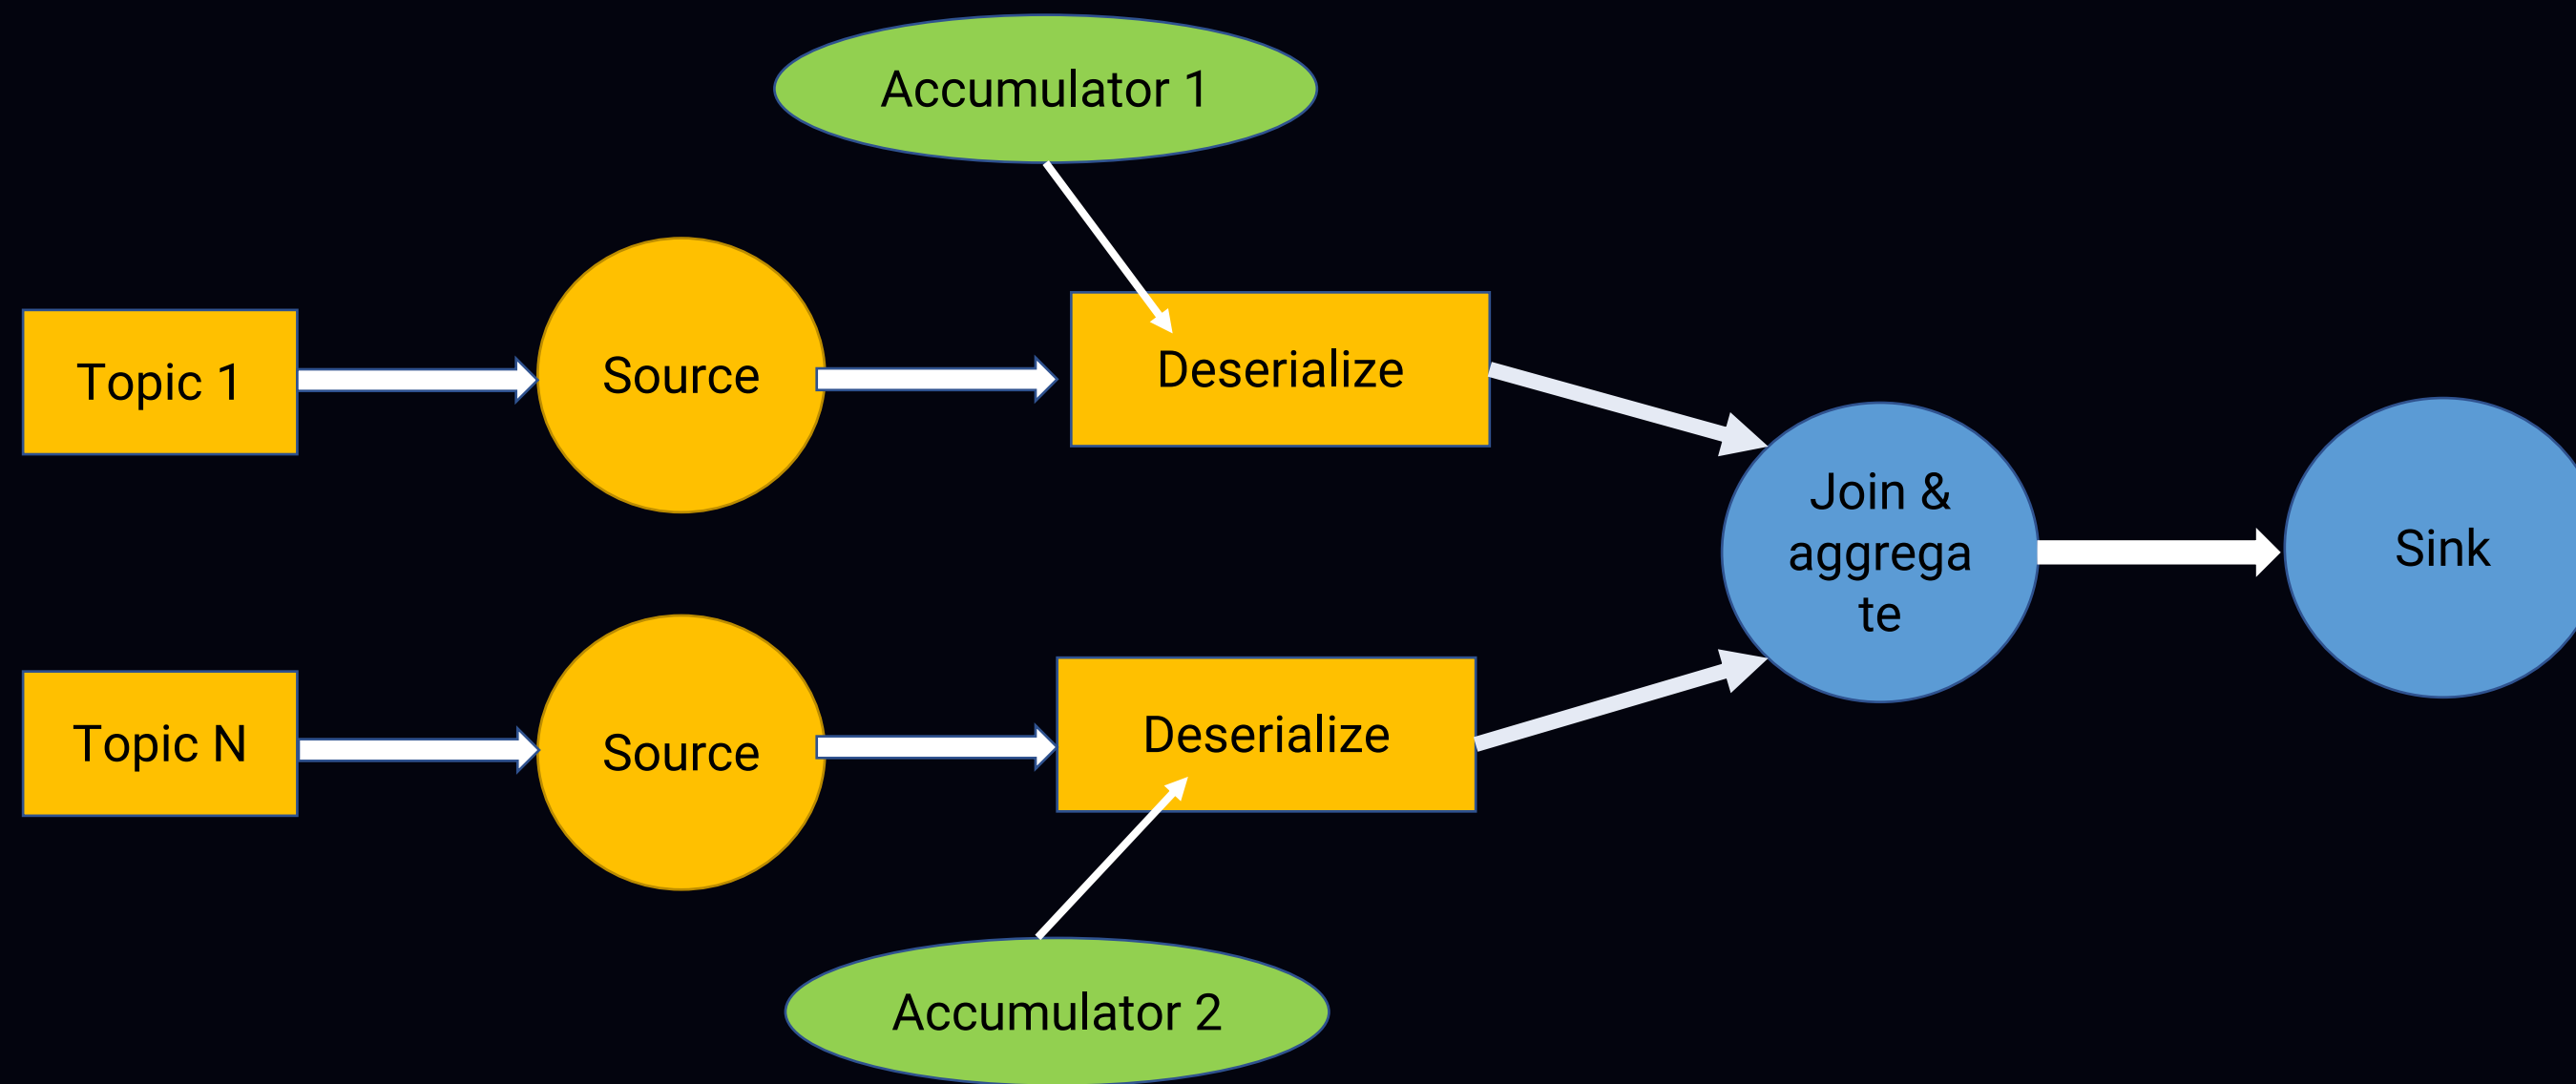 Accumulator 1
Topic 1
Source
Deserialize
Join &
aggrega
te
Sink
Topic N
Source
Deserialize
Accumulator 2